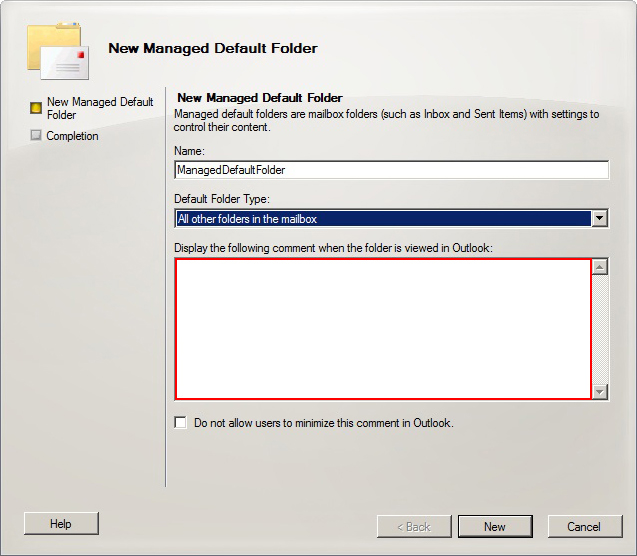 New Managed Default Folder
New Managed Default
Folder
Completion
New Managed Default Folder
Managed default folders are mailbox folders (such as Inbox and Sent Items) with settings to
control their content.
Name:
ManagedDefaultFolder
Default Folder Type:
All other folders in the mailbox
Display the following comment when the folder is viewed in Outlook:
Do not allow users to minimize this comment in Outlook.
Help
< Back
New
Cancel